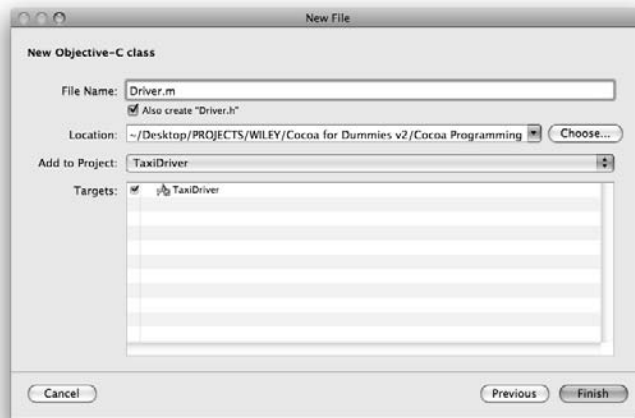 New File
New Objective-C class
File Name: Driver.m
Also create "Driver.h"
Location: ~/Desktop/PROJECTS/WILEY/Cocoa for Dummies v2/Cocoa Programming Choose...
Add to Project: TaxiDriver
Targets: TaxiDriver
Cancel Previous Finish